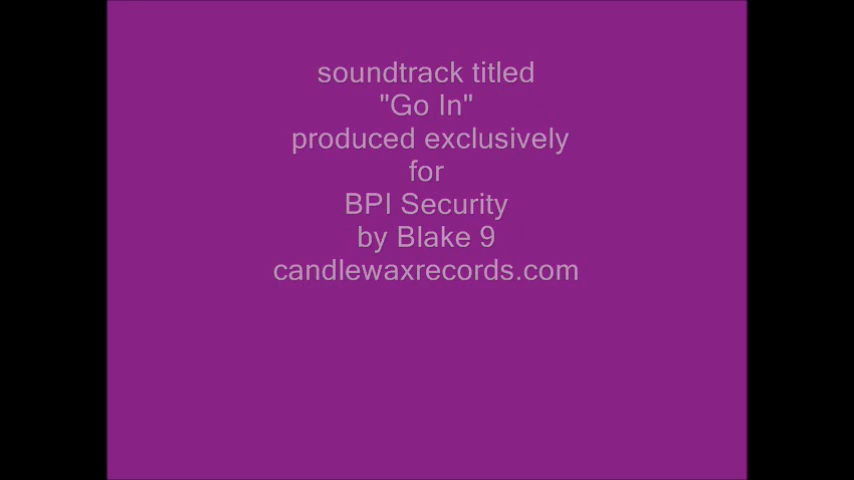 soundtrack titled
"Go In"
produced exclusively
for
BPI Security
by Blake 9
candlewaxrecords.com